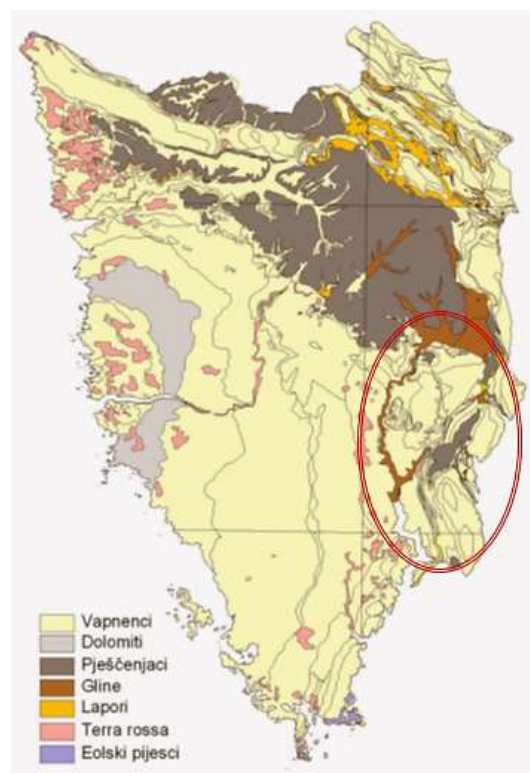 Vapnenci
Dolomiti
Pješčenjaci
Gline
Lapori
Terra rossa
Eolski pijesci